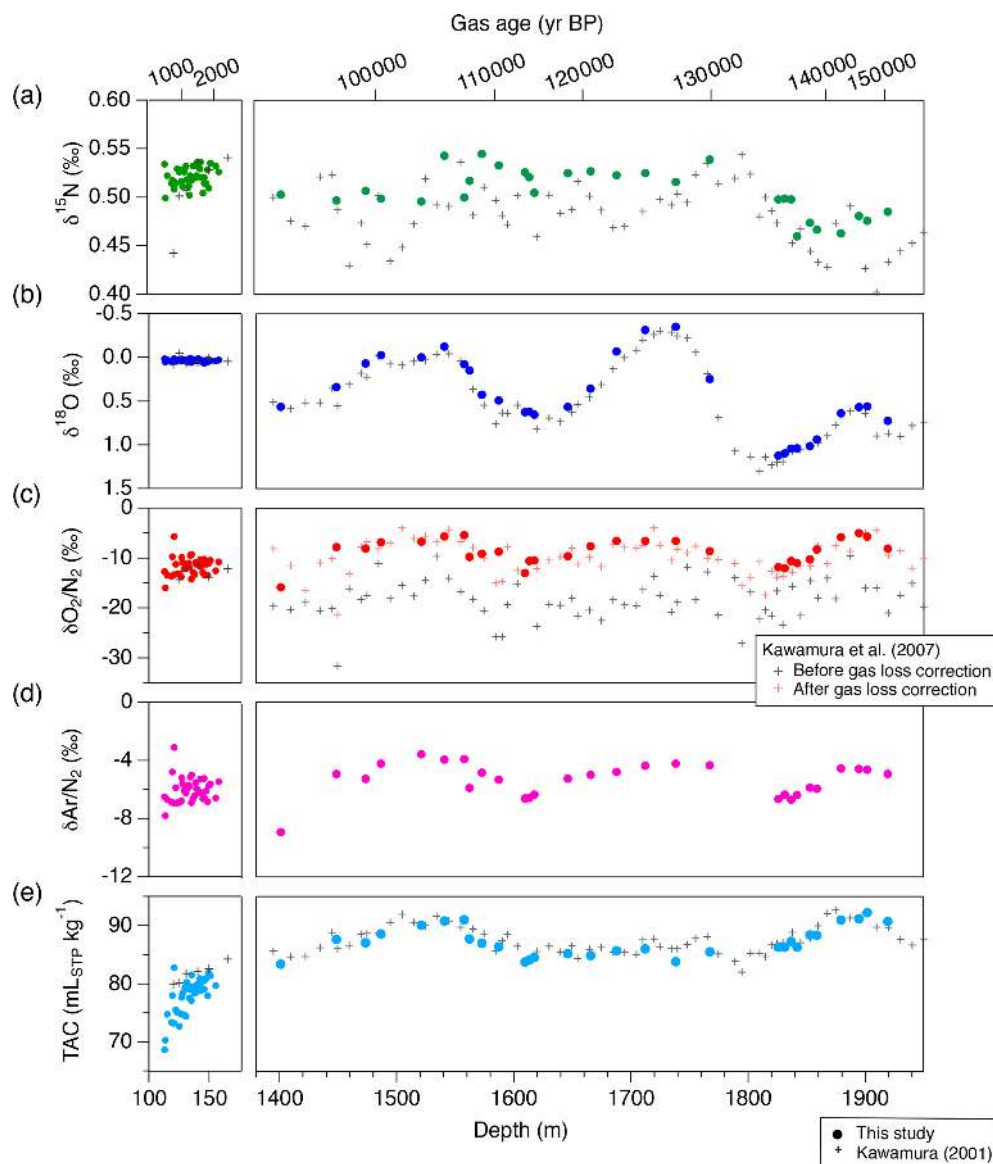 Gas age (yr BP)
1000 2000 100000 110000 120000 130000 140000 150000
(a)
0.60
0.55
0.50
0.45
0.40
δ¹⁵N (‰)
(b)
-0.5
0.0
0.5
1.0
1.5
δ¹⁸O (‰)
(c)
0
-10
-20
-30
δO₂/N₂ (‰)
Kawamura et al. (2007)
+ Before gas loss correction
+ After gas loss correction
(d)
0
-4
-8
-12
δAr/N₂ (‰)
(e)
90
80
70
TAC (mL_STP kg⁻¹)
100 150 1400 1500 1600 1700 1800 1900
Depth (m)
● This study
+ Kawamura (2001)